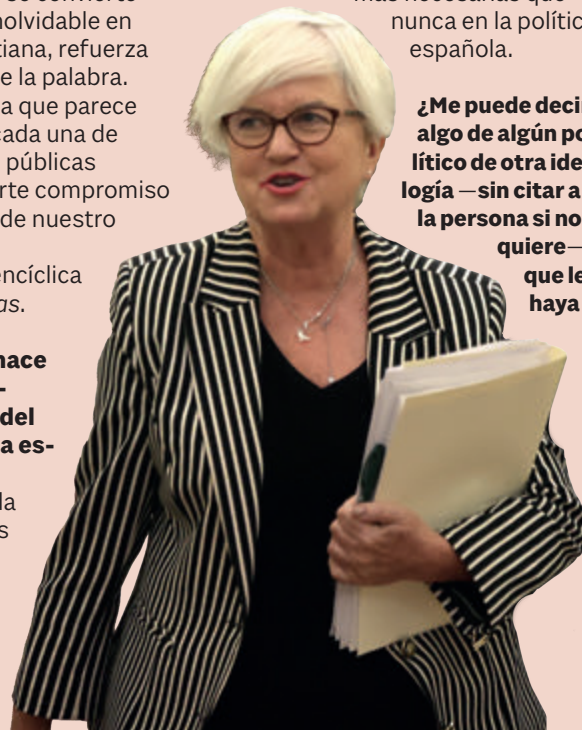 se convierte
nolvidable en
tiana, refuerza
e la palabra.
a que parece
cada una de
públicas
rte compromiso
de nuestro
encíclica
as.
hace
-
del
a es-
la
s
más necesarias que
nunca en la polític
española.
¿Me puede deci
algo de algún po
lítico de otra ide
logía —sin citar a
la persona si no
quiere—
que le
haya